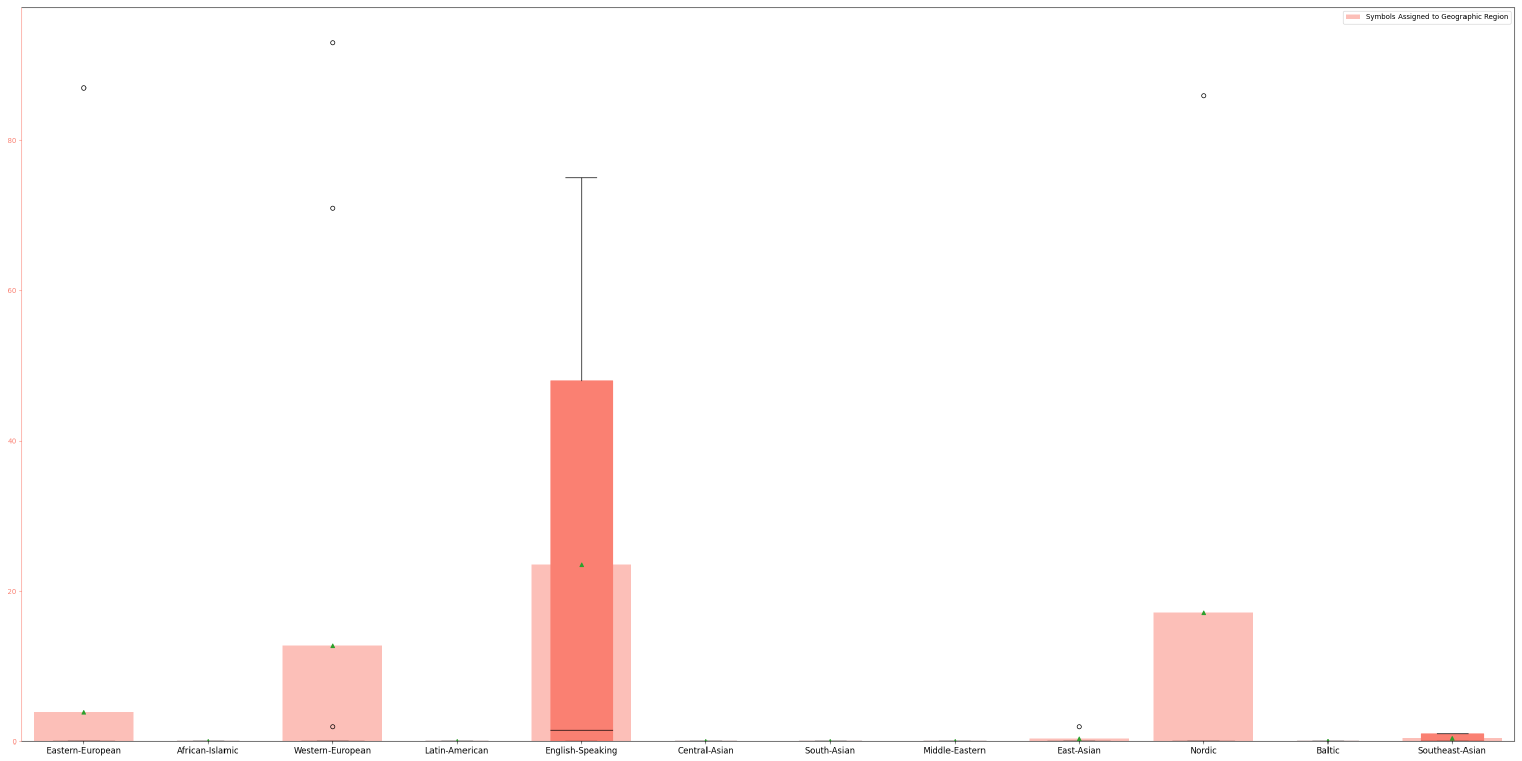 Symbols Assigned to Geographic Region
80
60
40
20
0
Eastern-European African-Islamic Western-European Latin-American English-Speaking Central-Asian South-Asian Middle-Eastern East-Asian Nordic Baltic Southeast-Asian